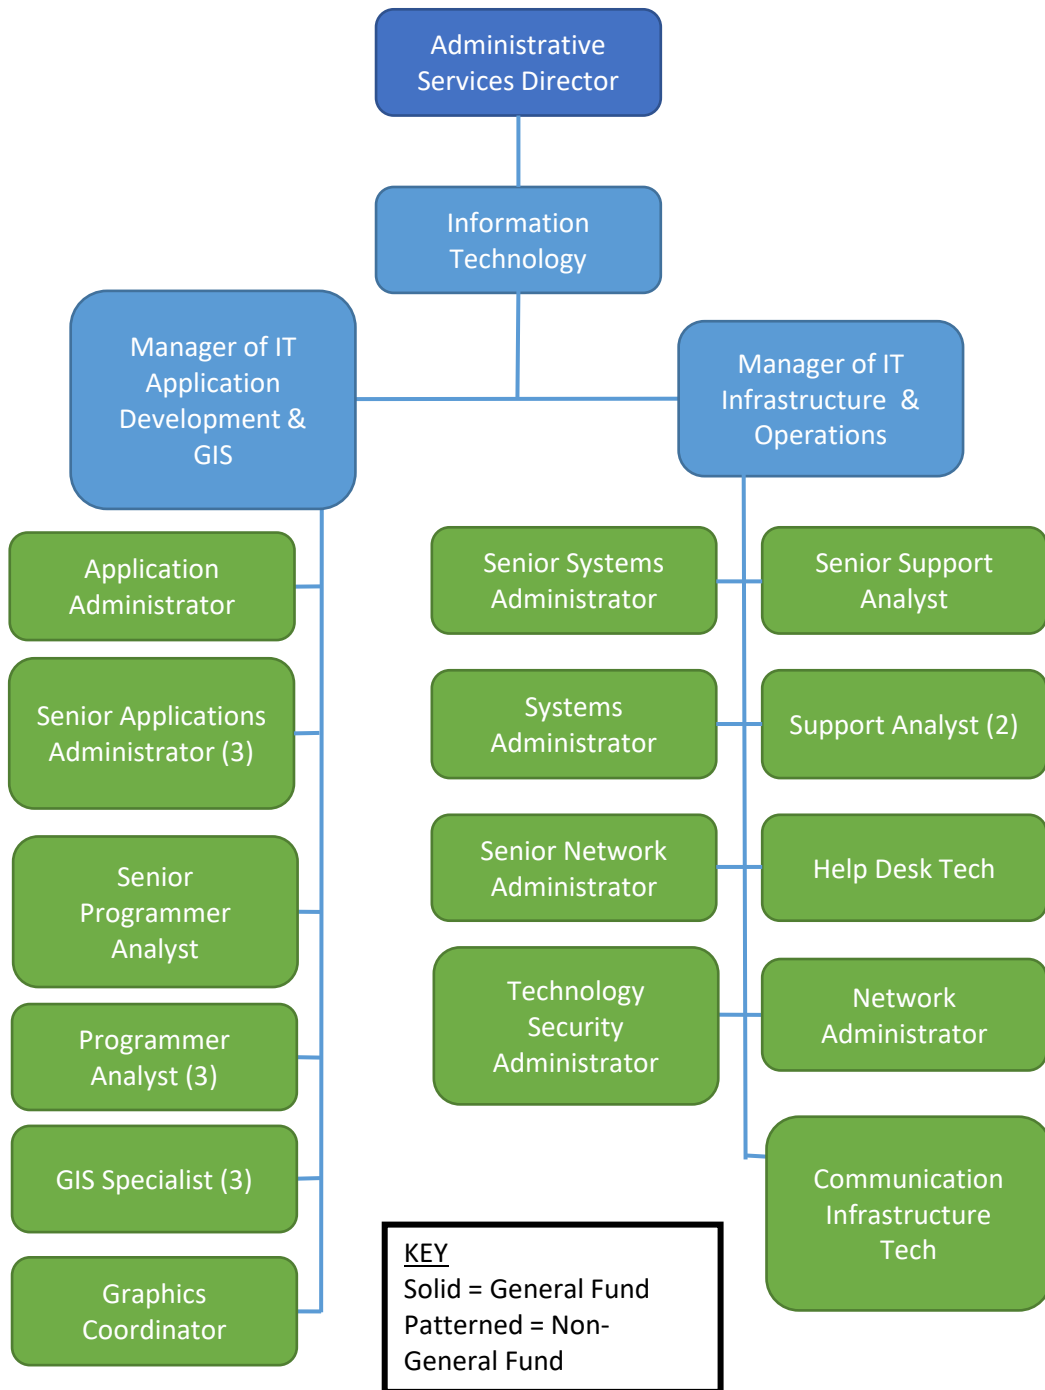 Administrative
Services Director
Information
Technology
Manager of IT
Application
Development &
GIS
Manager of IT
Infrastructure &
Operations
Application
Administrator
Senior Applications
Administrator (3)
Senior
Programmer
Analyst
Programmer
Analyst (3)
GIS Specialist (3)
Graphics
Coordinator
Senior Systems
Administrator
Systems
Administrator
Senior Network
Administrator
Technology
Security
Administrator
Senior Support
Analyst
Support Analyst (2)
Help Desk Tech
Network
Administrator
Communication
Infrastructure
Tech
KEY
Solid = General Fund
Patterned = Non-
General Fund